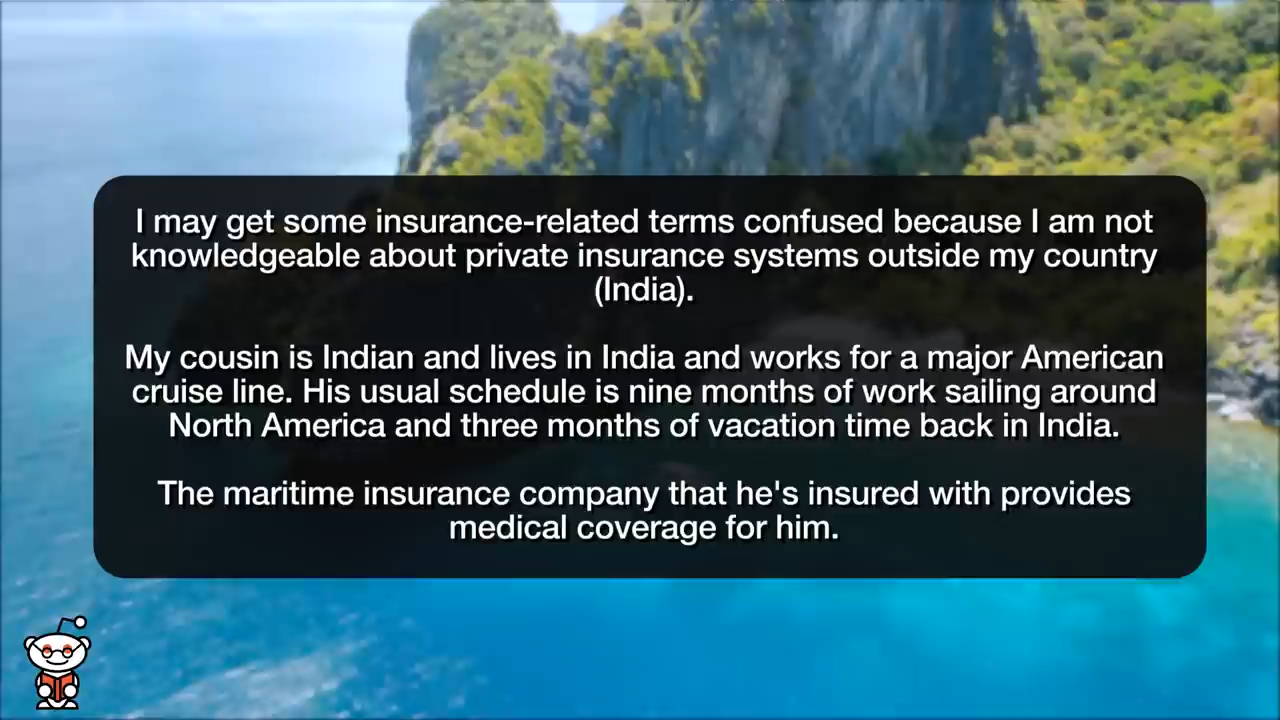 I may get some insurance-related terms confused because I am not
knowledgeable about private insurance systems outside my country
(India).
My cousin is Indian and lives in India and works for a major American
cruise line. His usual schedule is nine months of work sailing around
North America and three months of vacation time back in India.
The maritime insurance company that he's insured with provides
medical coverage for him.